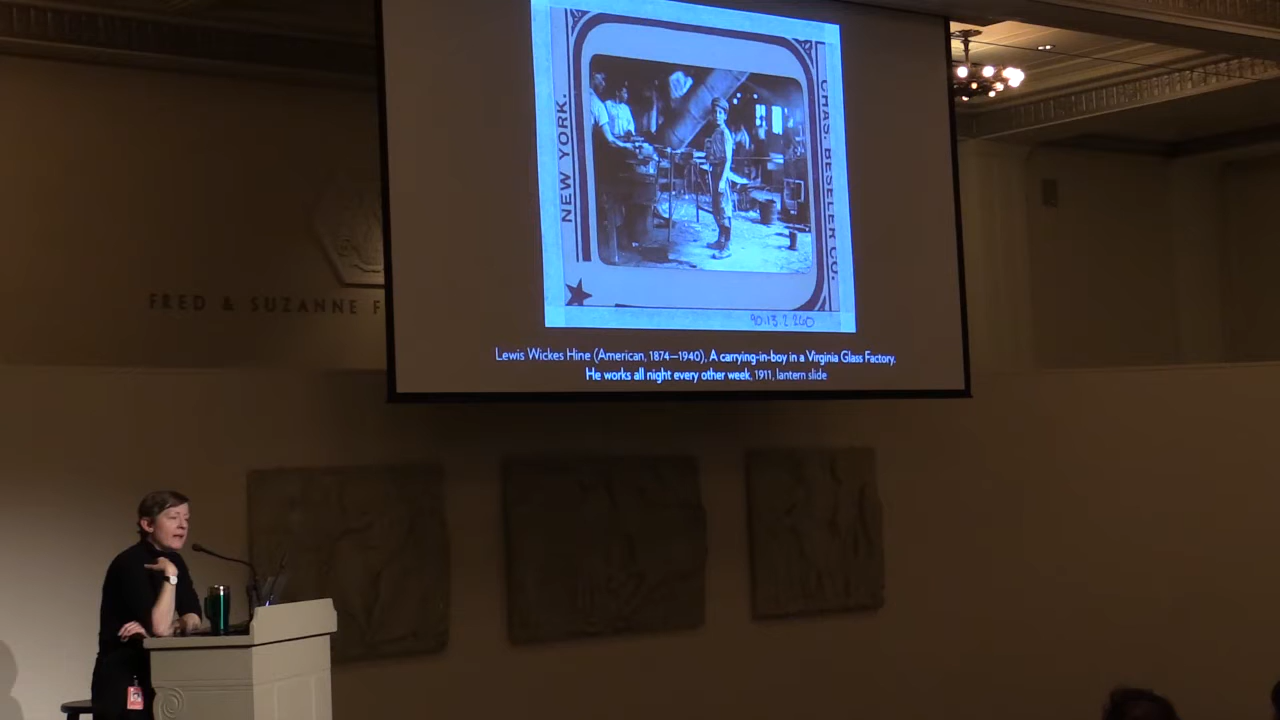 NEW YORK.
CHAS. BESELER CO.
90.13.2.260
Lewis Wickes Hine (American, 1874—1940), A carrying-in-boy in a Virginia Glass Factory.
He works all night every other week, 1911, lantern slide
FRED & SUZANNE F